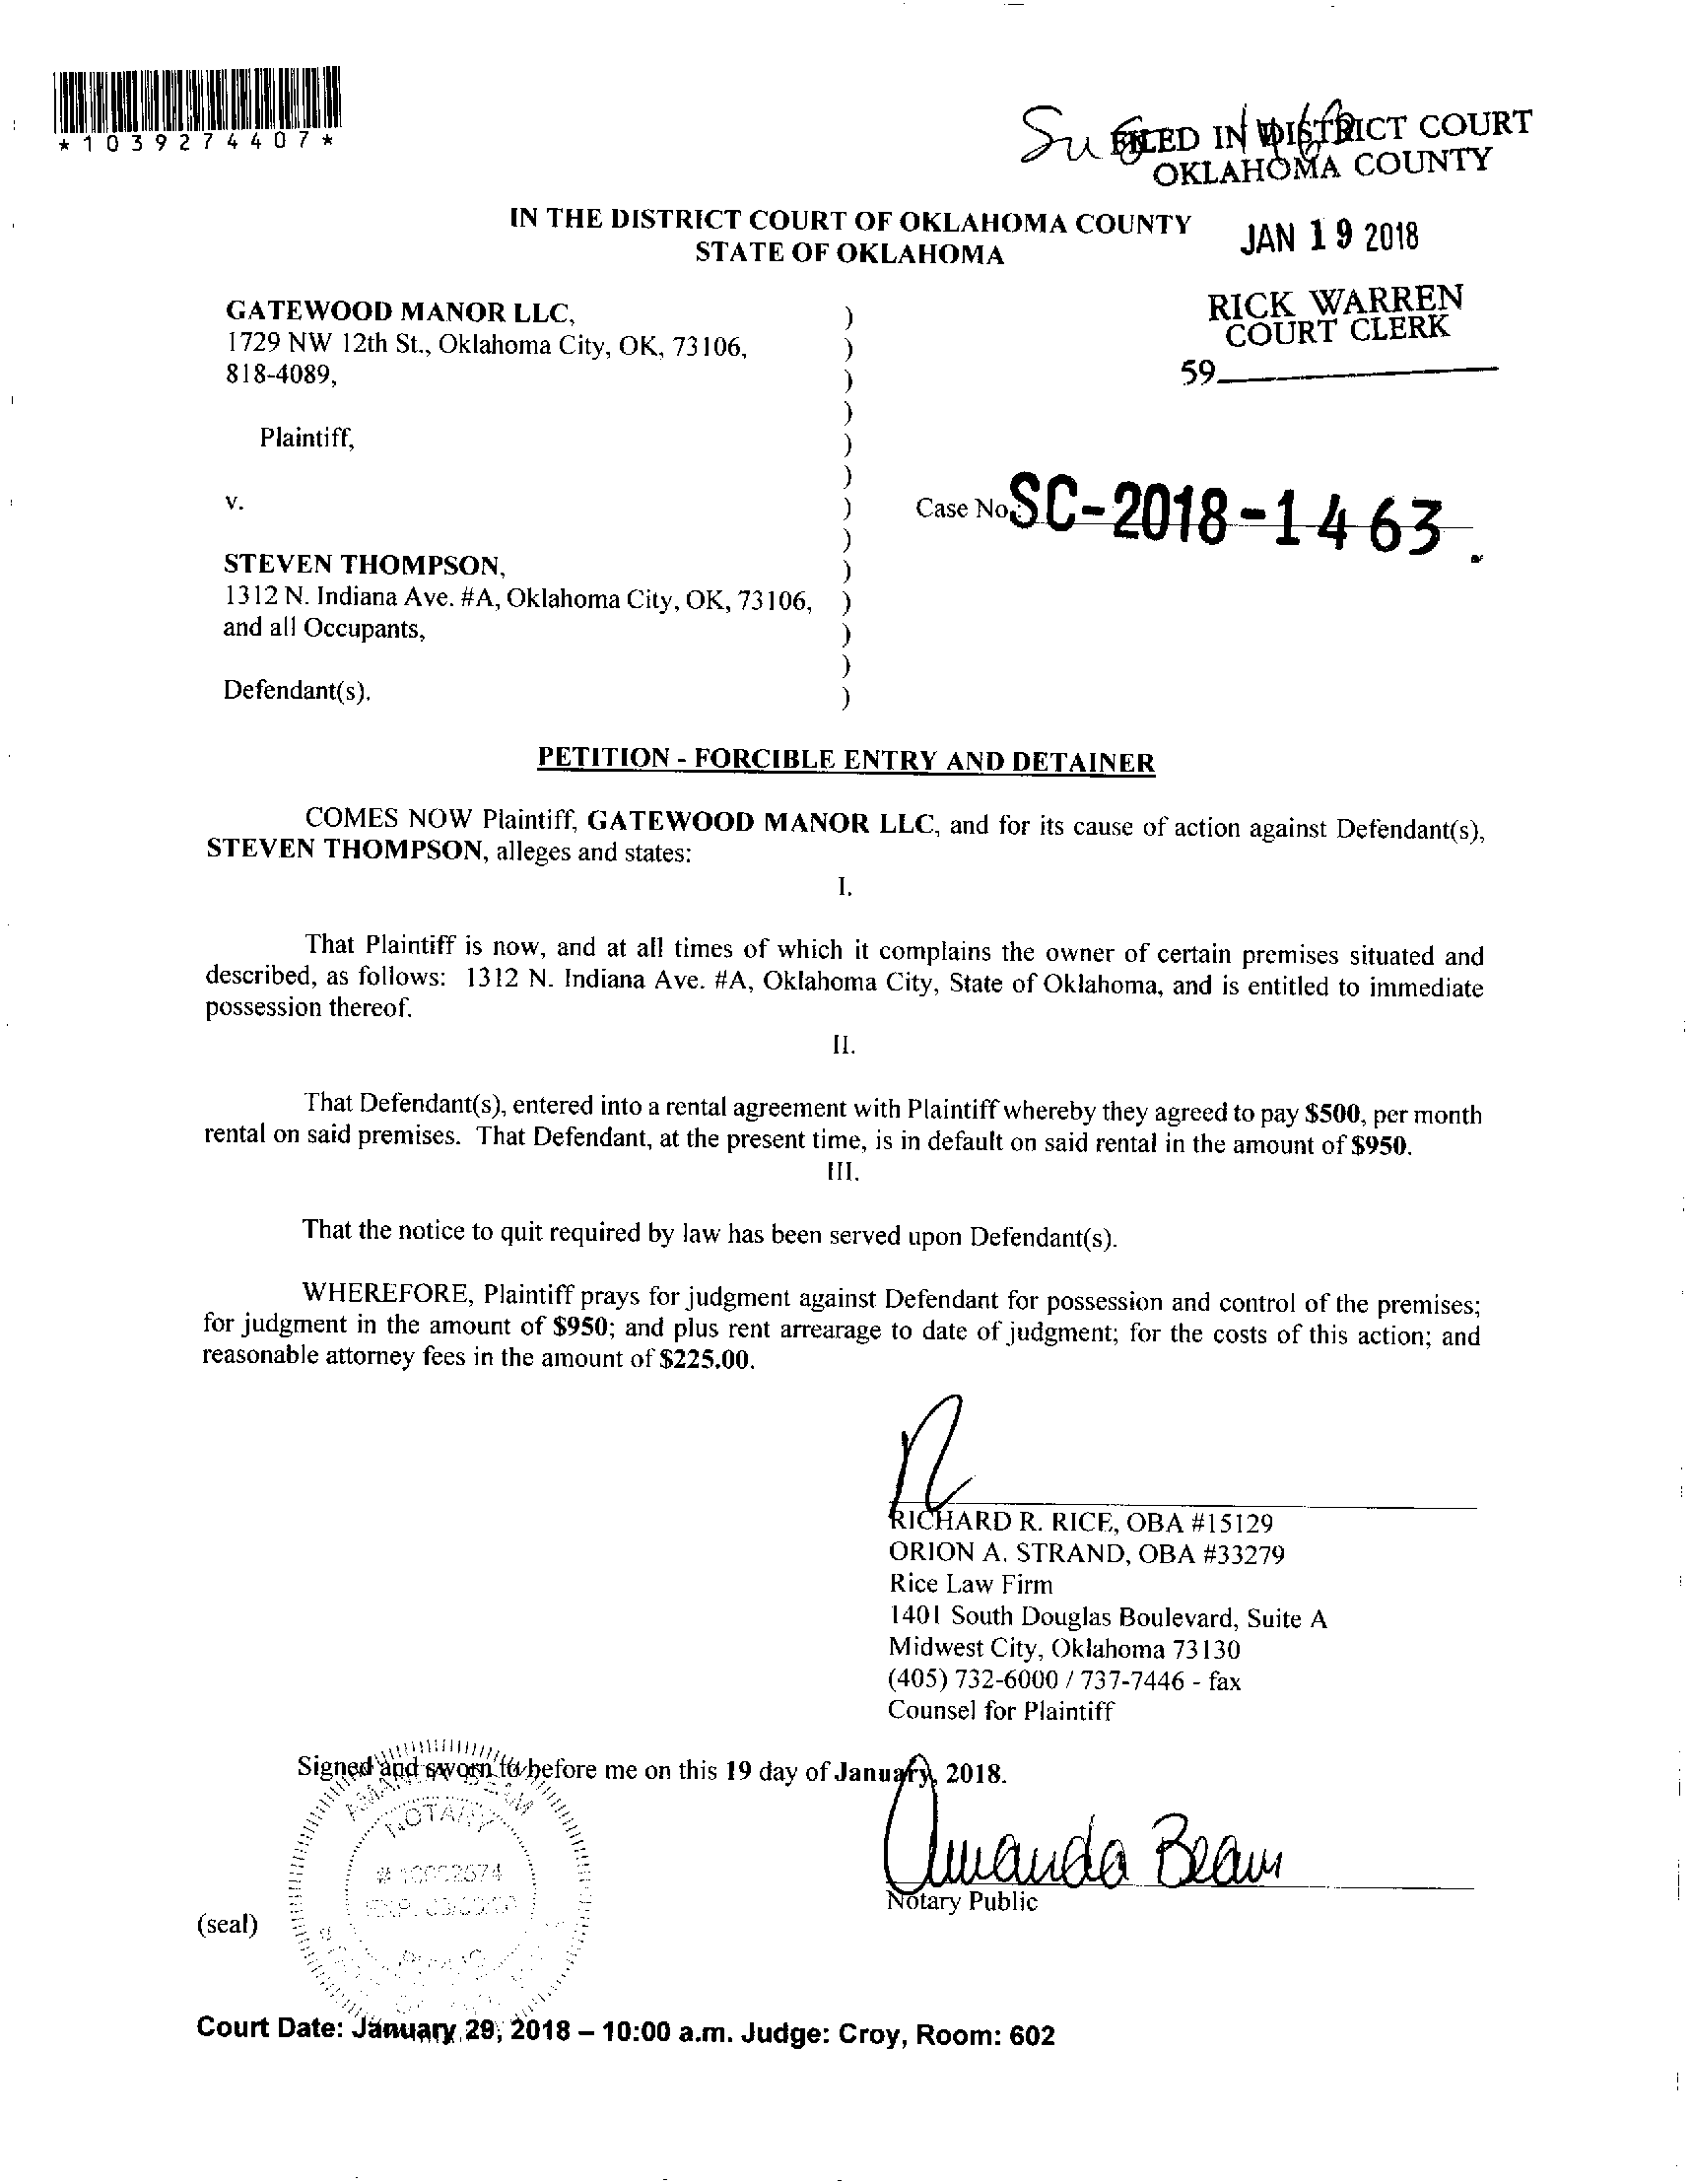 *1039274407*
FILED IN DISTRICT COURT
OKLAHOMA COUNTY
IN THE DISTRICT COURT OF OKLAHOMA COUNTY
STATE OF OKLAHOMA
JAN 19 2018
RICK WARREN
COURT CLERK
59
GATEWOOD MANOR LLC,
1729 NW 12th St., Oklahoma City, OK, 73106,
818-4089,
Plaintiff,
v.
Case No. SC-2018-1463.
STEVEN THOMPSON,
1312 N. Indiana Ave. #A, Oklahoma City, OK, 73106,
and all Occupants,
Defendant(s).
)
)
)
)
)
)
)
)
)
)
)
)
)
PETITION - FORCIBLE ENTRY AND DETAINER
COMES NOW Plaintiff, GATEWOOD MANOR LLC, and for its cause of action against Defendant(s),
STEVEN THOMPSON, alleges and states:
I.
That Plaintiff is now, and at all times of which it complains the owner of certain premises situated and
described, as follows: 1312 N. Indiana Ave. #A, Oklahoma City, State of Oklahoma, and is entitled to immediate
possession thereof.
II.
That Defendant(s), entered into a rental agreement with Plaintiff whereby they agreed to pay $500, per month
rental on said premises. That Defendant, at the present time, is in default on said rental in the amount of $950.
III.
That the notice to quit required by law has been served upon Defendant(s).
WHEREFORE, Plaintiff prays for judgment against Defendant for possession and control of the premises;
for judgment in the amount of $950; and plus rent arrearage to date of judgment; for the costs of this action; and
reasonable attorney fees in the amount of $225.00.
RICHARD R. RICE, OBA #15129
ORION A. STRAND, OBA #33279
Rice Law Firm
1401 South Douglas Boulevard, Suite A
Midwest City, Oklahoma 73130
(405) 732-6000 / 737-7446 - fax
Counsel for Plaintiff
Signed and sworn to before me on this 19 day of January, 2018.
AMANDA BEAM
NOTARY
Amanda Beam
Notary Public
(seal)
Court Date: January 29, 2018 – 10:00 a.m. Judge: Croy, Room: 602